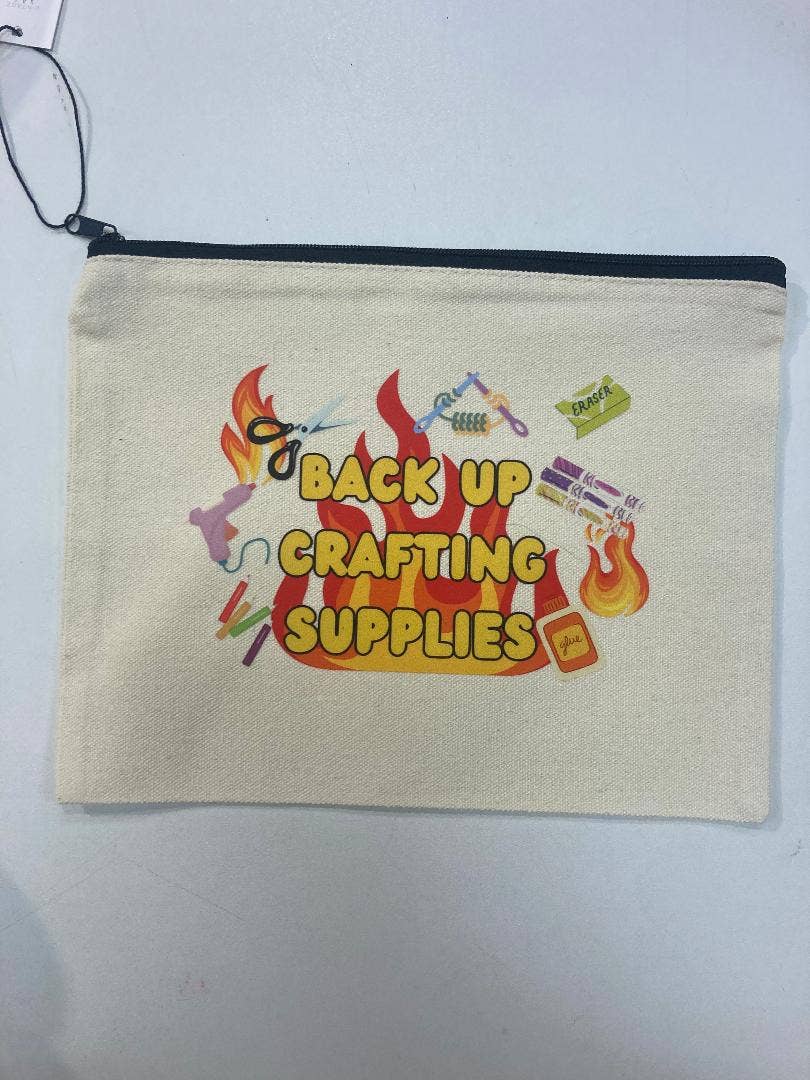 BACK UP
CRAFTING
SUPPLIES
ERASER
glue